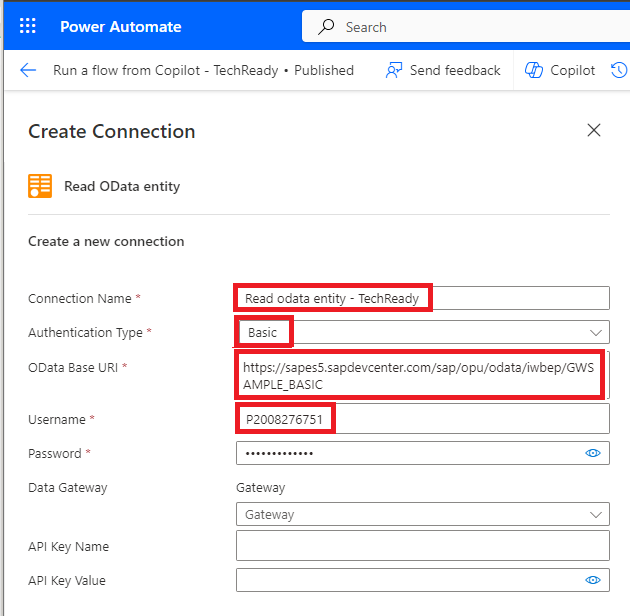 Power Automate
Search
Run a flow from Copilot - TechReady • Published
Send feedback
Copilot
Create Connection
Read OData entity
Create a new connection
Connection Name *
Read odata entity - TechReady
Authentication Type *
Basic
OData Base URI *
https://sapes5.sapdevcenter.com/sap/opu/odata/iwbep/GWS
AMPLE_BASIC
Username *
P2008276751
Password *
•••••••••••••
Data Gateway
Gateway
Gateway
API Key Name
API Key Value